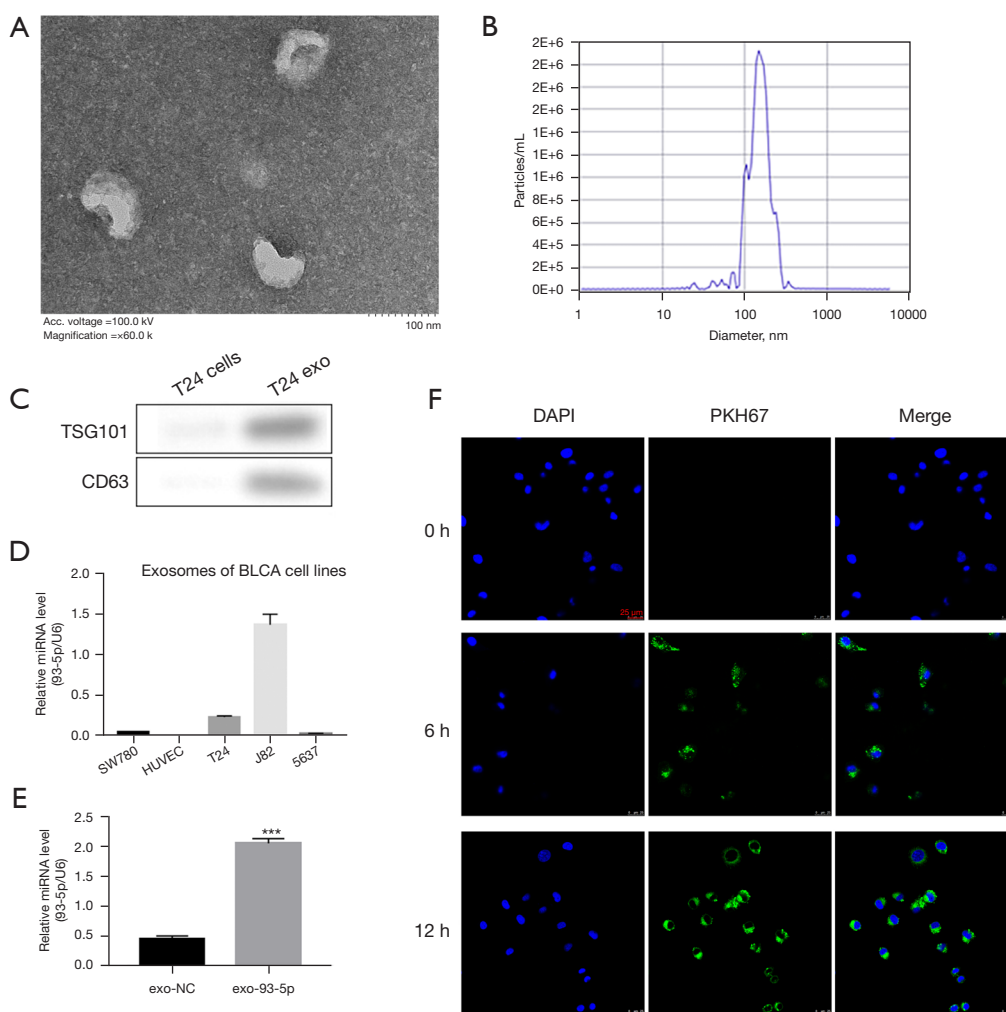 A
Acc. voltage =100.0 kV
Magnification =×60.0 k
100 nm
B
Particles/mL
2E+6
2E+6
2E+6
2E+6
1E+6
1E+6
1E+6
8E+5
6E+5
4E+5
2E+5
0E+0
1
10
100
1000
10000
Diameter, nm
C
T24 cells
T24 exo
TSG101
CD63
D
Exosomes of BLCA cell lines
Relative miRNA level
(93-5p/U6)
2.0
1.5
1.0
0.5
0.0
SW780
HUVEC
T24
J82
5637
E
Relative miRNA level
(93-5p/U6)
2.5
2.0
1.5
1.0
0.5
0.0
***
exo-NC
exo-93-5p
F
DAPI
PKH67
Merge
0 h
25 μm
6 h
12 h